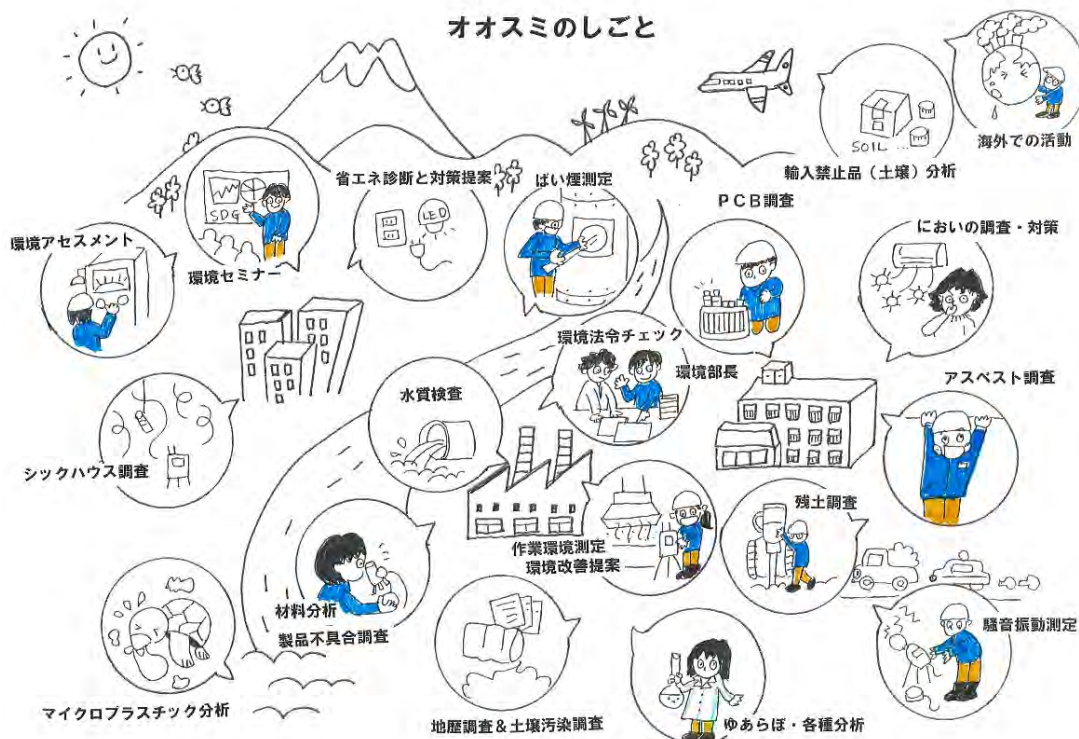 オオスミのしごと
海外での活動
SOIL ...
輸入禁止品（土壌）分析
省エネ診断と対策提案
LED
ばい煙測定
PCB調査
SDG
環境セミナー
環境アセスメント
においの調査・対策
環境法令チェック
環境部長
水質検査
アスベスト調査
シックハウス調査
残土調査
作業環境測定
環境改善提案
材料分析
製品不具合調査
騒音振動測定
マイクロプラスチック分析
地歴調査＆土壌汚染調査
ゆあらぼ・各種分析